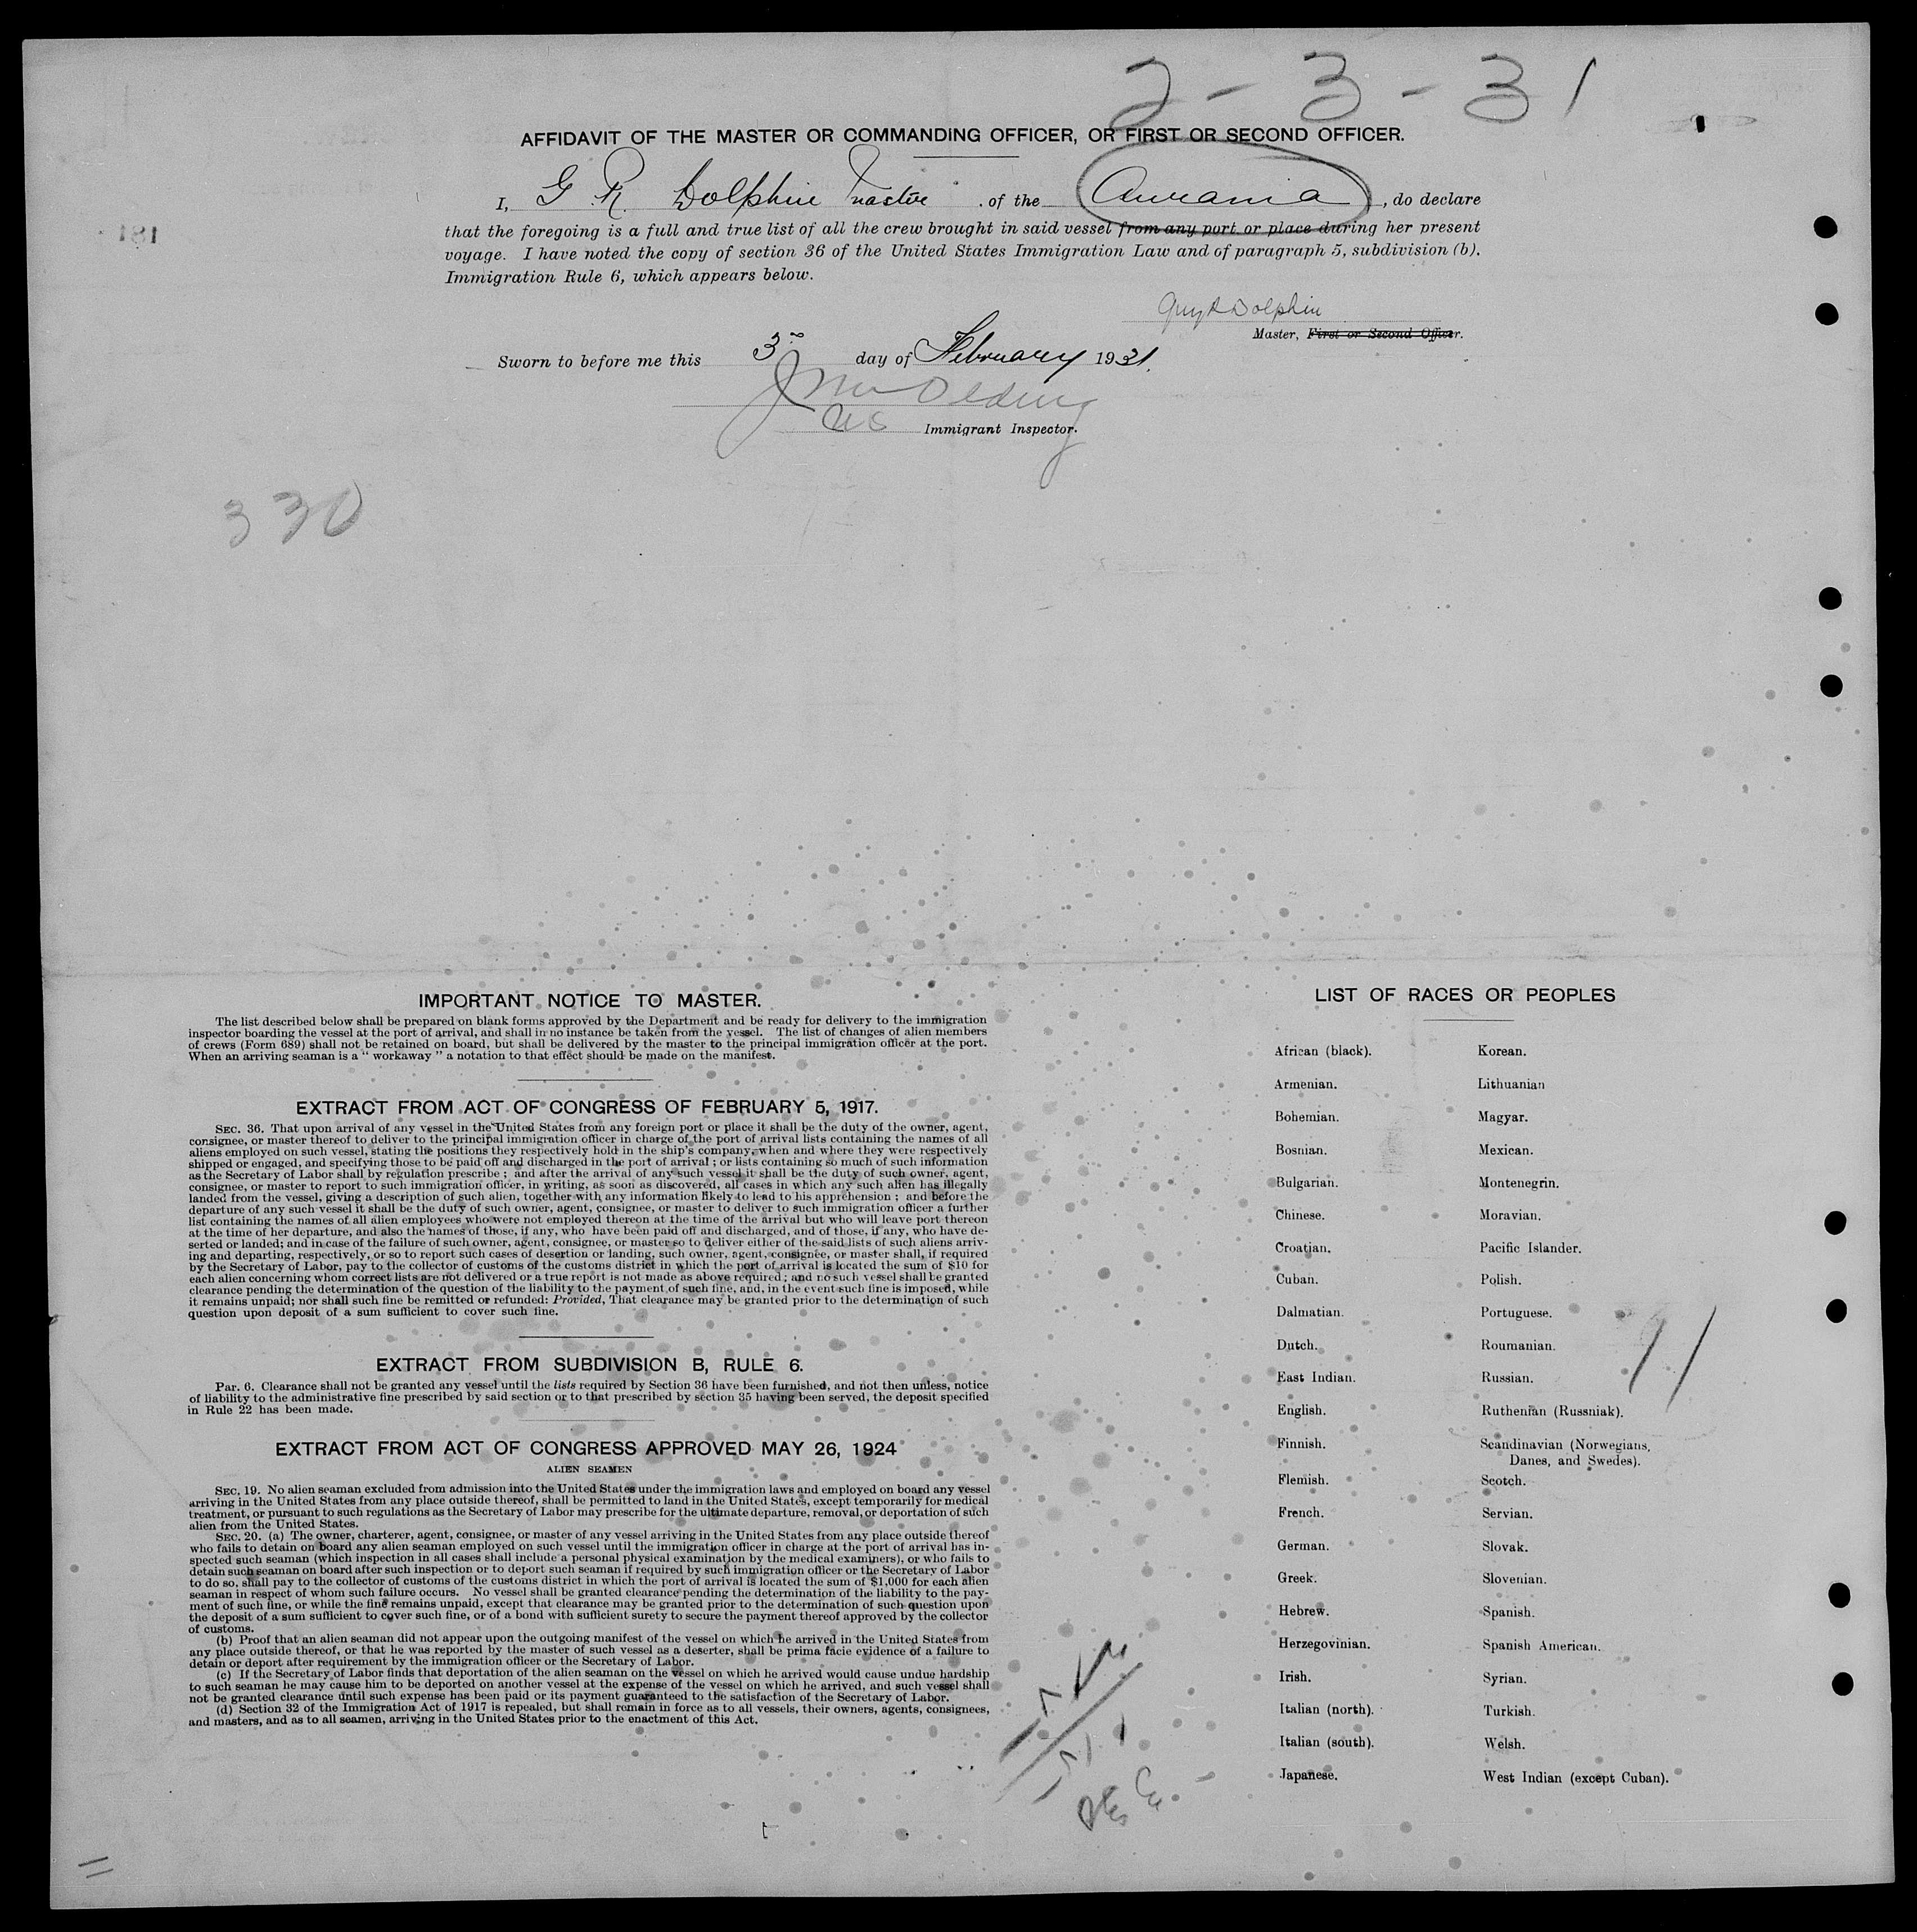 2-3-31
AFFIDAVIT OF THE MASTER OR COMMANDING OFFICER, OR FIRST OR SECOND OFFICER.
I, G R. Dolphin Master of the Aurania, do declare
that the foregoing is a full and true list of all the crew brought in said vessel from any port or place during her present
voyage. I have noted the copy of section 36 of the United States Immigration Law and of paragraph 5, subdivision (b).
Immigration Rule 6, which appears below.
181
Guy R Dolphin
Master, First or Second Officer.
Sworn to before me this 3rd day of February 1931.
US Immigrant Inspector.
330
IMPORTANT NOTICE TO MASTER.
The list described below shall be prepared on blank forms approved by the Department and be ready for delivery to the immigration
inspector boarding the vessel at the port of arrival, and shall in no instance be taken from the vessel. The list of changes of alien members
of crews (Form 689) shall not be retained on board, but shall be delivered by the master to the principal immigration officer at the port.
When an arriving seaman is a " workaway " a notation to that effect should be made on the manifest.
EXTRACT FROM ACT OF CONGRESS OF FEBRUARY 5, 1917.
SEC. 36. That upon arrival of any vessel in the United States from any foreign port or place it shall be the duty of the owner, agent,
consignee, or master thereof to deliver to the principal immigration officer in charge of the port of arrival lists containing the names of all
aliens employed on such vessel, stating the positions they respectively hold in the ship's company, when and where they were respectively
shipped or engaged, and specifying those to be paid off and discharged in the port of arrival ; or lists containing so much of such information
as the Secretary of Labor shall by regulation prescribe ; and after the arrival of any such vessel it shall be the duty of such owner, agent,
consignee, or master to report to such immigration officer, in writing, as soon as discovered, all cases in which any such alien has illegally
landed from the vessel, giving a description of such alien, together with any information likely to lead to his apprehension ; and before the
departure of any such vessel it shall be the duty of such owner, agent, consignee, or master to deliver to such immigration officer a further
list containing the names of all alien employees who were not employed thereon at the time of the arrival but who will leave port thereon
at the time of her departure, and also the names of those, if any, who have been paid off and discharged, and of those, if any, who have de-
serted or landed; and in case of the failure of such owner, agent, consignee, or master so to deliver either of the said lists of such aliens arriv-
ing and departing, respectively, or so to report such cases of desertion or landing, such owner, agent, consignee, or master shall, if required
by the Secretary of Labor, pay to the collector of customs of the customs district in which the port of arrival is located the sum of $10 for
each alien concerning whom correct lists are not delivered or a true report is not made as above required ; and no such vessel shall be granted
clearance pending the determination of the question of the liability to the payment of such fine, and, in the event such fine is imposed, while
it remains unpaid; nor shall such fine be remitted or refunded: Provided, That clearance may be granted prior to the determination of such
question upon deposit of a sum sufficient to cover such fine.
EXTRACT FROM SUBDIVISION B, RULE 6.
Par. 6. Clearance shall not be granted any vessel until the lists required by Section 36 have been furnished, and not then unless, notice
of liability to the administrative fine prescribed by said section or to that prescribed by section 35 having been served, the deposit specified
in Rule 22 has been made.
EXTRACT FROM ACT OF CONGRESS APPROVED MAY 26, 1924
ALIEN SEAMEN
SEC. 19. No alien seaman excluded from admission into the United States under the immigration laws and employed on board any vessel
arriving in the United States from any place outside thereof, shall be permitted to land in the United States, except temporarily for medical
treatment, or pursuant to such regulations as the Secretary of Labor may prescribe for the ultimate departure, removal, or deportation of such
alien from the United States.
SEC. 20. (a) The owner, charterer, agent, consignee, or master of any vessel arriving in the United States from any place outside thereof
who fails to detain on board any alien seaman employed on such vessel until the immigration officer in charge at the port of arrival has in-
spected such seaman (which inspection in all cases shall include a personal physical examination by the medical examiners), or who fails to
detain such seaman on board after such inspection or to deport such seaman if required by such immigration officer or the Secretary of Labor
to do so, shall pay to the collector of customs of the customs district in which the port of arrival is located the sum of $1,000 for each alien
seaman in respect of whom such failure occurs. No vessel shall be granted clearance pending the determination of the liability to the pay-
ment of such fine, or while the fine remains unpaid, except that clearance may be granted prior to the determination of such question upon
the deposit of a sum sufficient to cover such fine, or of a bond with sufficient surety to secure the payment thereof approved by the collector
of customs.
(b) Proof that an alien seaman did not appear upon the outgoing manifest of the vessel on which he arrived in the United States from
any place outside thereof, or that he was reported by the master of such vessel as a deserter, shall be prima facie evidence of a failure to
detain or deport after requirement by the immigration officer or the Secretary of Labor.
(c) If the Secretary of Labor finds that deportation of the alien seaman on the vessel on which he arrived would cause undue hardship
to such seaman he may cause him to be deported on another vessel at the expense of the vessel on which he arrived, and such vessel shall
not be granted clearance until such expense has been paid or its payment guaranteed to the satisfaction of the Secretary of Labor.
(d) Section 32 of the Immigration Act of 1917 is repealed, but shall remain in force as to all vessels, their owners, agents, consignees,
and masters, and as to all seamen, arriving in the United States prior to the enactment of this Act.
LIST OF RACES OR PEOPLES
African (black). Korean.
Armenian. Lithuanian
Bohemian. Magyar.
Bosnian. Mexican.
Bulgarian. Montenegrin.
Chinese. Moravian.
Croatian. Pacific Islander.
Cuban. Polish.
Dalmatian. Portuguese.
Dutch. Roumanian.
East Indian. Russian.
English. Ruthenian (Russniak).
Finnish. Scandinavian (Norwegians,
Danes, and Swedes).
Flemish. Scotch.
French. Servian.
German. Slovak.
Greek. Slovenian.
Hebrew. Spanish.
Herzegovinian. Spanish American.
Irish. Syrian.
Italian (north). Turkish.
Italian (south). Welsh.
Japanese. West Indian (except Cuban).
11